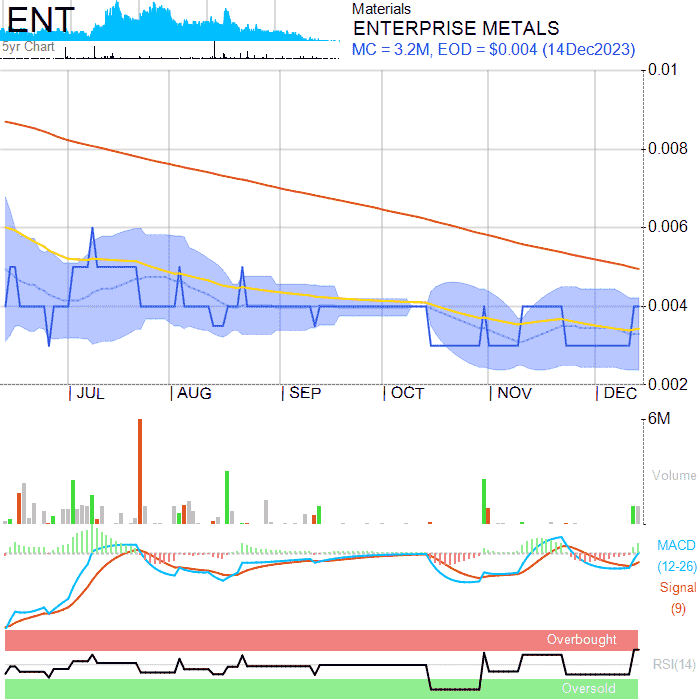 ENT
5yr Chart
Materials
ENTERPRISE METALS
MC = 3.2M, EOD = $0.004 (14Dec2023)
0.01
0.008
0.006
0.004
0.002
JUL AUG SEP OCT NOV DEC
6M
Volume
MACD
(12-26)
Signal
(9)
Overbought
RSI(14)
Oversold